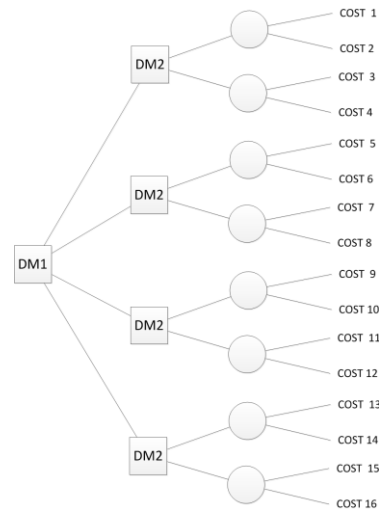 COST 1
DM2
COST 2
COST 3
COST 4
COST 5
DM2
COST 6
COST 7
COST 8
DM1
COST 9
DM2
COST 10
COST 11
COST 12
COST 13
DM2
COST 14
COST 15
COST 16